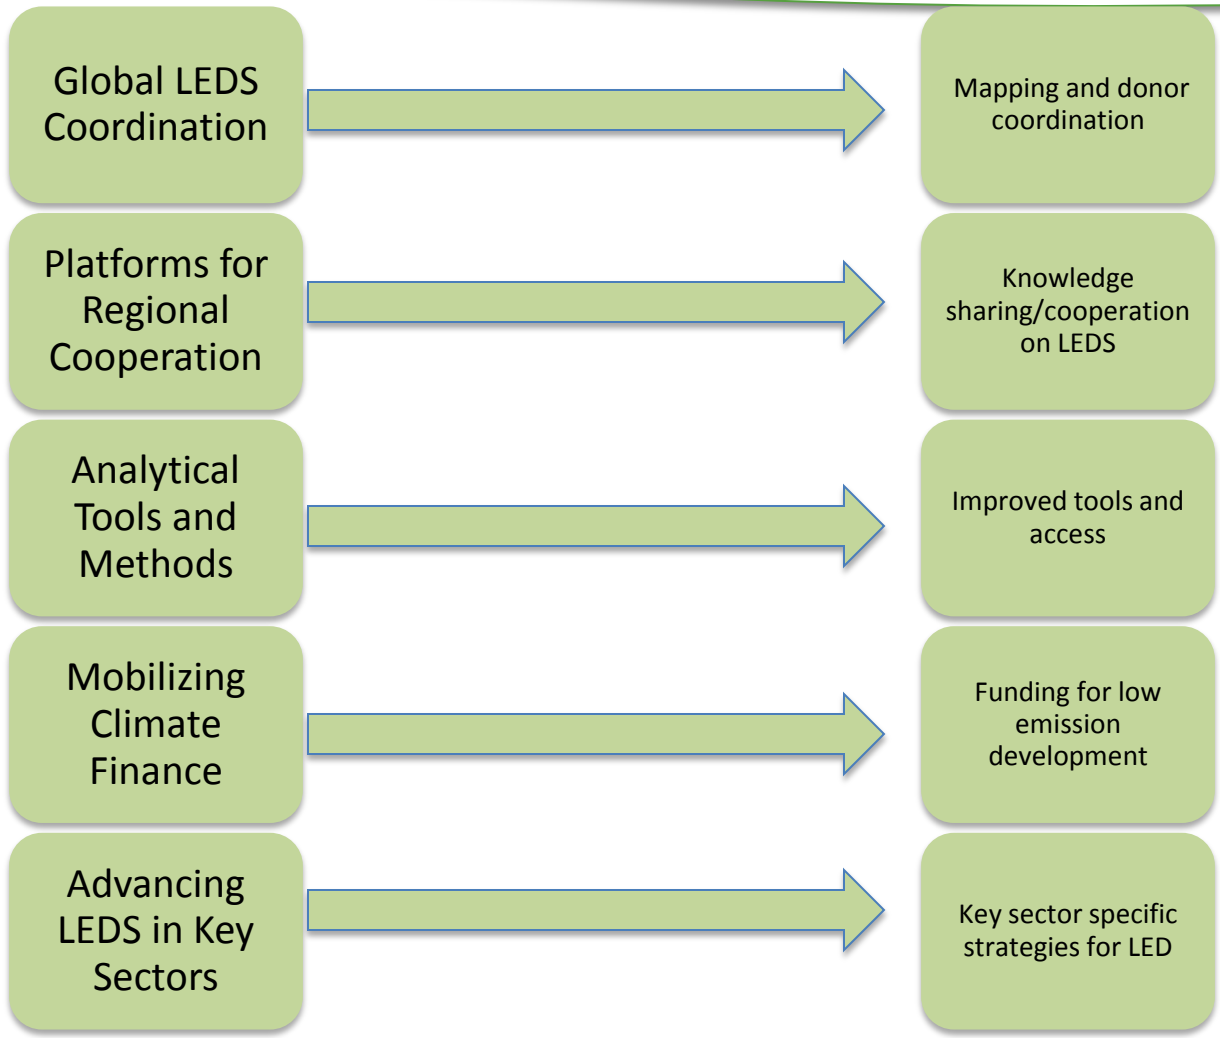 Global LEDS
Coordination
Mapping and donor
coordination
Platforms for
Regional
Cooperation
Knowledge
sharing/cooperation
on LEDS
Analytical
Tools and
Methods
Improved tools and
access
Mobilizing
Climate
Finance
Funding for low
emission
development
Advancing
LEDS in Key
Sectors
Key sector specific
strategies for LED